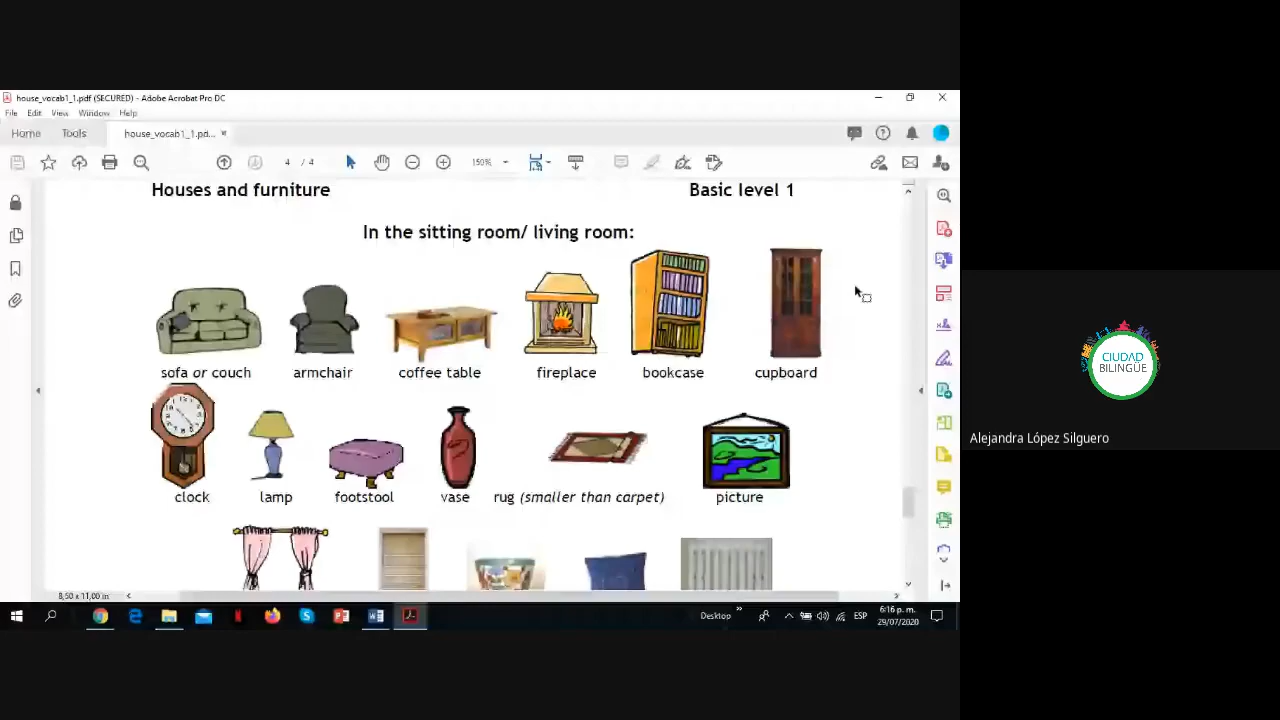 house_vocab1_1.pdf (SECURED) - Adobe Acrobat Pro DC
File Edit View Window Help
Home Tools house_vocab1_1.pd... ×
4 / 4 150%
Houses and furniture Basic level 1
In the sitting room/ living room:
sofa or couch armchair coffee table fireplace bookcase cupboard
clock lamp footstool vase rug (smaller than carpet) picture
8,50 x 11,00 in
Desktop » ESP 6:16 p. m.
29/07/2020
CIUDAD
BILINGÜE
Alejandra López Silguero